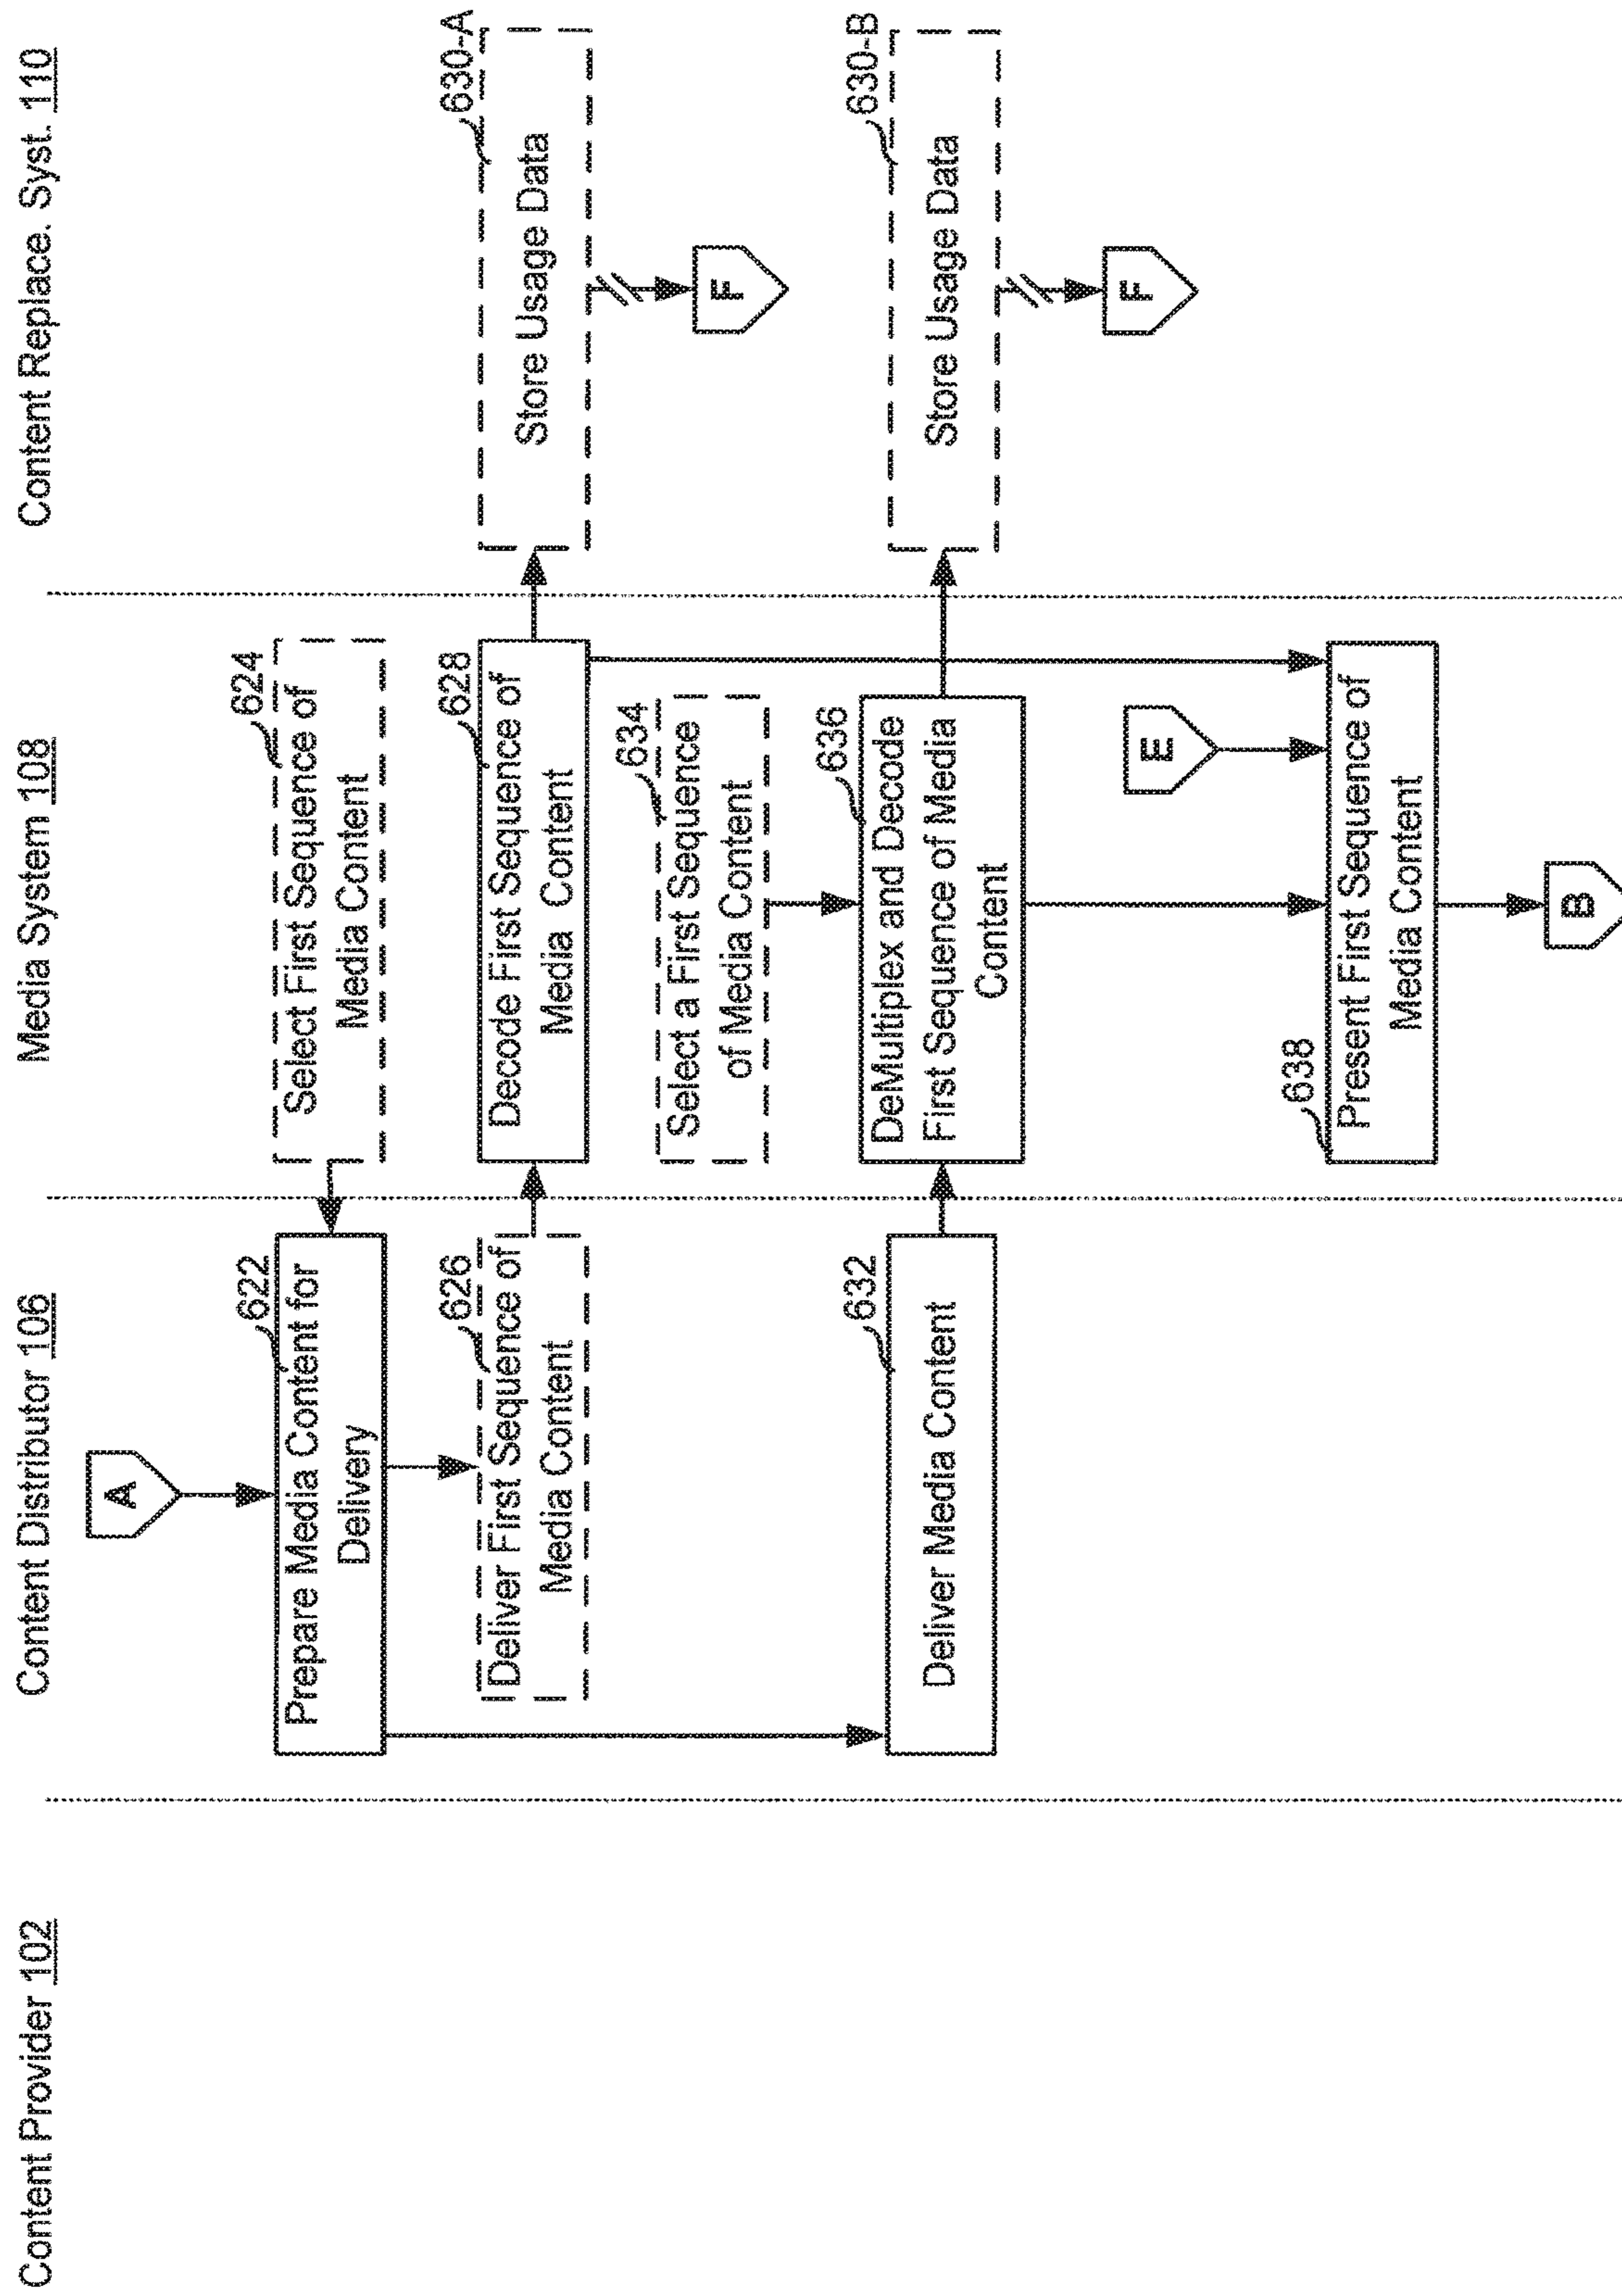 Content Provider 102
Content Distributor 106
Media System 108
Content Replace. Syst. 110
A
622
Prepare Media Content for
Delivery
624
Select First Sequence of
Media Content
626
Deliver First Sequence of
Media Content
628
Decode First Sequence of
Media Content
630-A
Store Usage Data
F
634
Select a First Sequence
of Media Content
632
Deliver Media Content
636
DeMultiplex and Decode
First Sequence of Media
Content
630-B
Store Usage Data
F
E
638
Present First Sequence of
Media Content
B